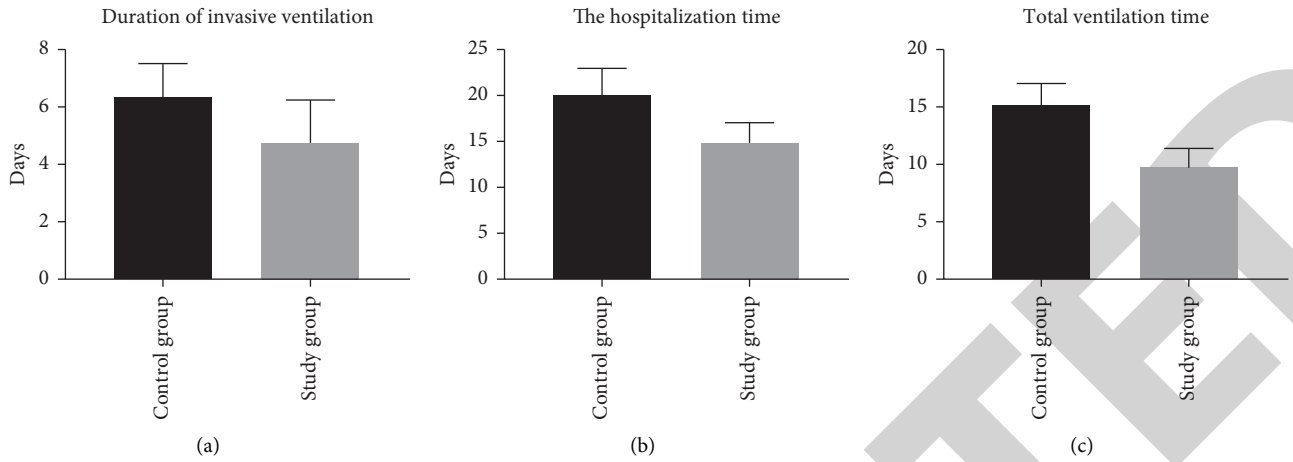 Duration of invasive ventilation
8
6
4
2
0
Days
Control group
Study group
(a)
The hospitalization time
25
20
15
10
5
0
Days
Control group
Study group
(b)
Total ventilation time
20
15
10
5
0
Days
Control group
Study group
(c)